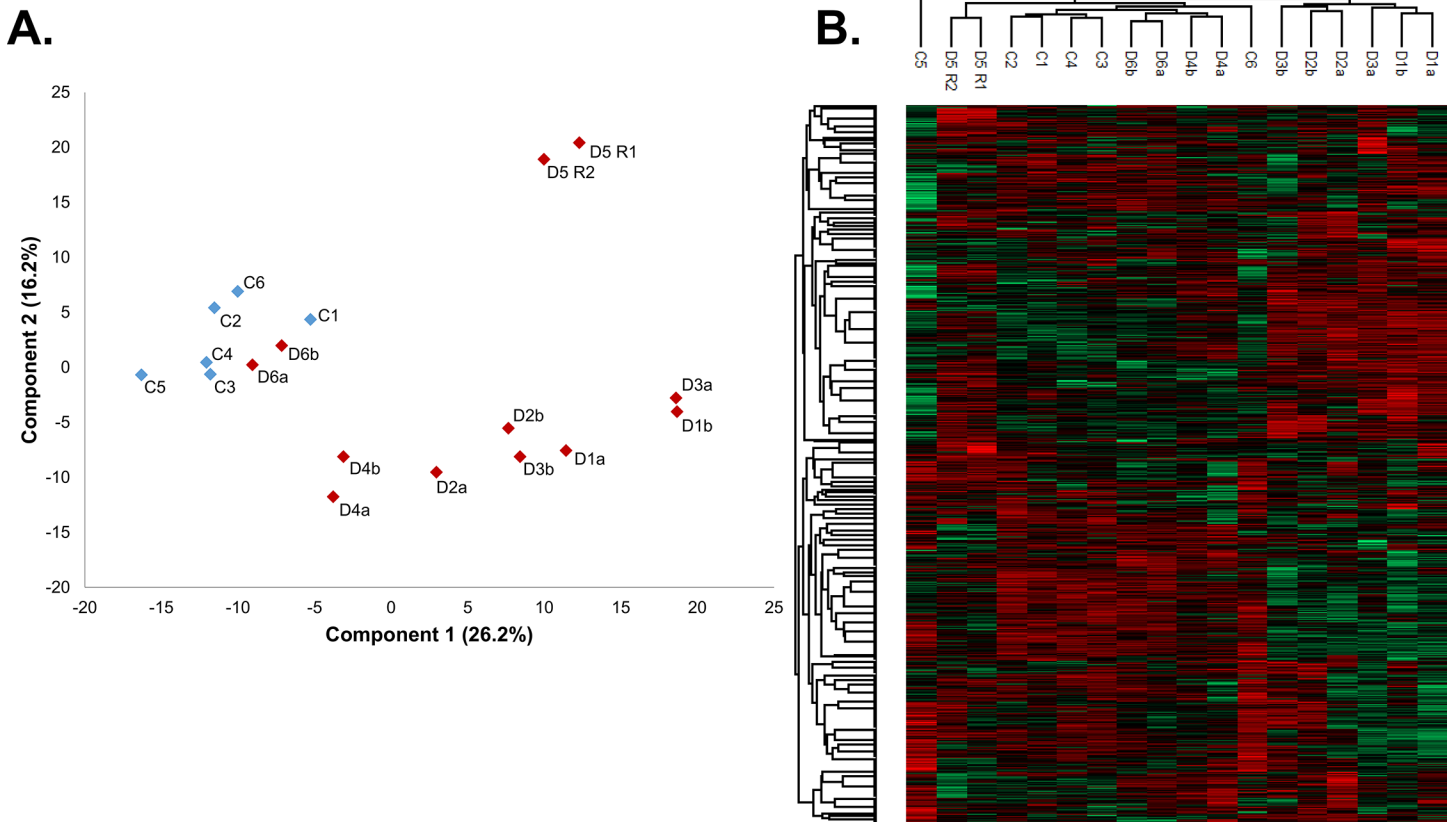 A.
B.
C5
D5 R2
D5 R1
C2
C1
C4
C3
D6b
D6a
D4b
D4a
C6
D3b
D2b
D2a
D3a
D1b
D1a
25
20
15
10
5
0
-5
-10
-15
-20
Component 2 (16.2%)
D5 R1
D5 R2
C6
C2
C1
D6b
C4
D6a
C3
C5
D3a
D2b
D1b
D1a
D4b
D3b
D2a
D4a
-20
-15
-10
-5
0
5
10
15
20
25
Component 1 (26.2%)